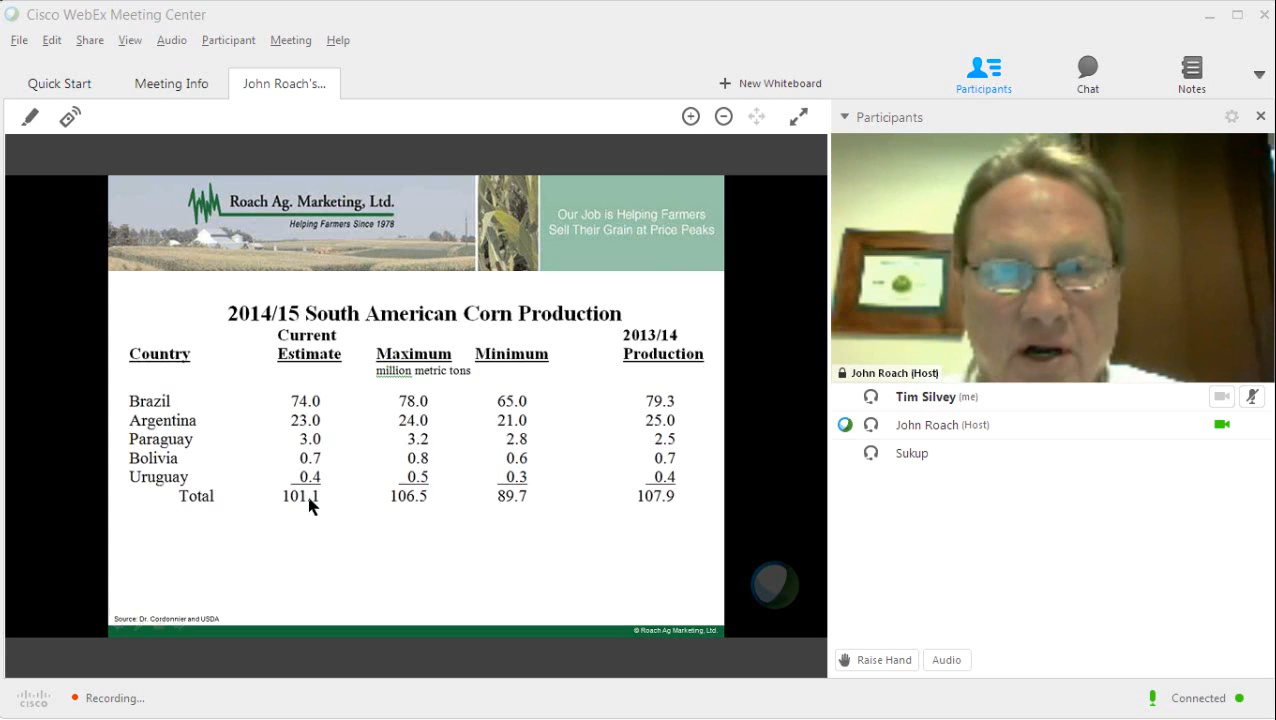 Cisco WebEx Meeting Center
File Edit Share View Audio Participant Meeting Help
Quick Start Meeting Info John Roach's... + New Whiteboard
Participants Chat Notes
Participants
Roach Ag. Marketing, Ltd.
Helping Farmers Since 1978
Our Job is Helping Farmers
Sell Their Grain at Price Peaks
2014/15 South American Corn Production
Current 2013/14
Country Estimate Maximum Minimum Production
million metric tons
Brazil 74.0 78.0 65.0 79.3
Argentina 23.0 24.0 21.0 25.0
Paraguay 3.0 3.2 2.8 2.5
Bolivia 0.7 0.8 0.6 0.7
Uruguay 0.4 0.5 0.3 0.4
Total 101.1 106.5 89.7 107.9
Source: Dr. Cordonnier and USDA
© Roach Ag Marketing, Ltd.
John Roach (Host)
Tim Silvey (me)
John Roach (Host)
Sukup
Raise Hand Audio
CISCO Recording... Connected